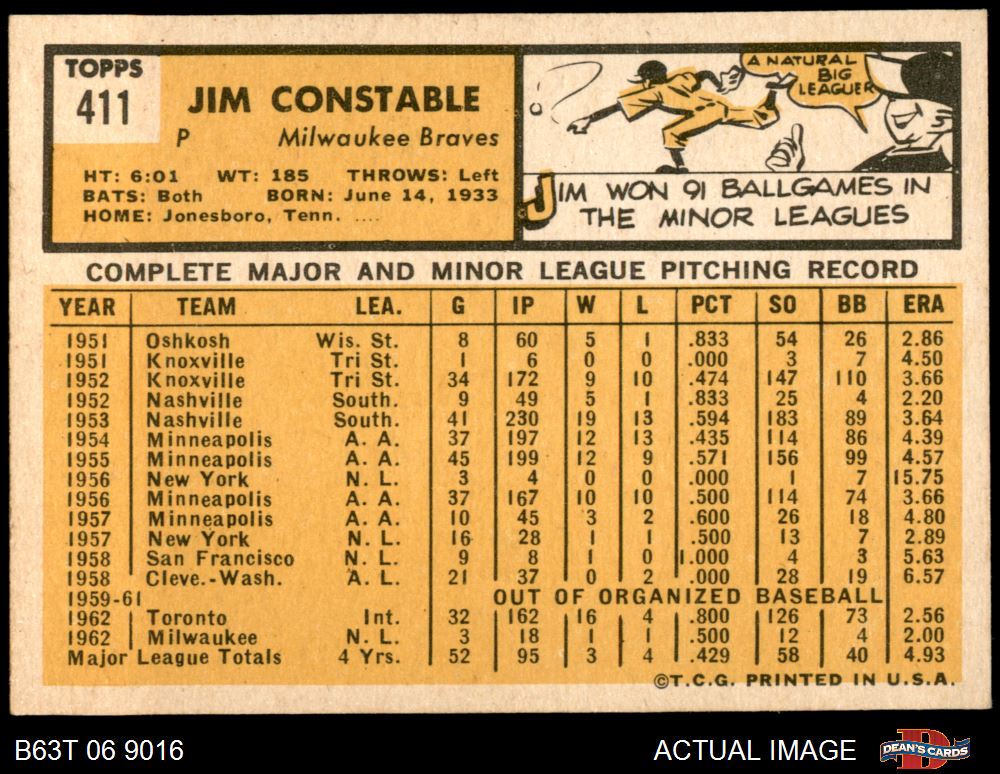 TOPPS
411
JIM CONSTABLE
P Milwaukee Braves
HT: 6:01 WT: 185 THROWS: Left
BATS: Both BORN: June 14, 1933
HOME: Jonesboro, Tenn. ....
A NATURAL
BIG
LEAGUER
JIM WON 91 BALLGAMES IN
THE MINOR LEAGUES
COMPLETE MAJOR AND MINOR LEAGUE PITCHING RECORD
YEAR TEAM LEA. G IP W L PCT SO BB ERA
1951 Oshkosh Wis. St. 8 60 5 1 .833 54 26 2.86
1951 Knoxville Tri St. 1 6 0 0 .000 3 7 4.50
1952 Knoxville Tri St. 34 172 9 10 .474 147 110 3.66
1952 Nashville South. 9 49 5 1 .833 25 4 2.20
1953 Nashville South. 41 230 19 13 .594 183 89 3.64
1954 Minneapolis A. A. 37 197 12 13 .435 114 86 4.39
1955 Minneapolis A. A. 45 199 12 9 .571 156 99 4.57
1956 New York N. L. 3 4 0 0 .000 1 7 15.75
1956 Minneapolis A. A. 37 167 10 10 .500 114 74 3.66
1957 Minneapolis A. A. 10 45 3 2 .600 26 18 4.80
1957 New York N. L. 16 28 1 1 .500 13 7 2.89
1958 San Francisco N. L. 9 8 1 0 1.000 4 3 5.63
1958 Cleve.-Wash. A. L. 21 37 0 2 .000 28 19 6.57
1959-61 OUT OF ORGANIZED BASEBALL
1962 Toronto Int. 32 162 16 4 .800 126 73 2.56
1962 Milwaukee N. L. 3 18 1 1 .500 12 4 2.00
Major League Totals 4 Yrs. 52 95 3 4 .429 58 40 4.93
©T.C.G. PRINTED IN U.S.A.
B63T 06 9016 ACTUAL IMAGE DEAN'S CARDS